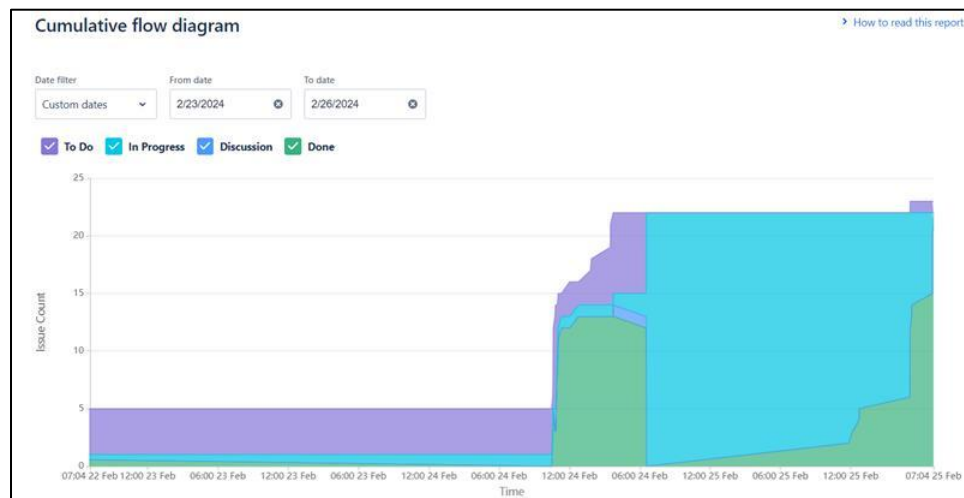 Cumulative flow diagram
How to read this report
Date filter
From date
To date
Custom dates
2/23/2024
2/26/2024
To Do
In Progress
Discussion
Done
25
20
15
10
5
0
Issue Count
07:04 22 Feb 12:00 23 Feb 06:00 23 Feb 12:00 23 Feb 06:00 24 Feb 12:00 24 Feb 06:00 24 Feb 12:00 24 Feb 06:00 24 Feb 12:00 25 Feb 06:00 25 Feb 12:00 25 Feb 07:04 25 Feb
Time